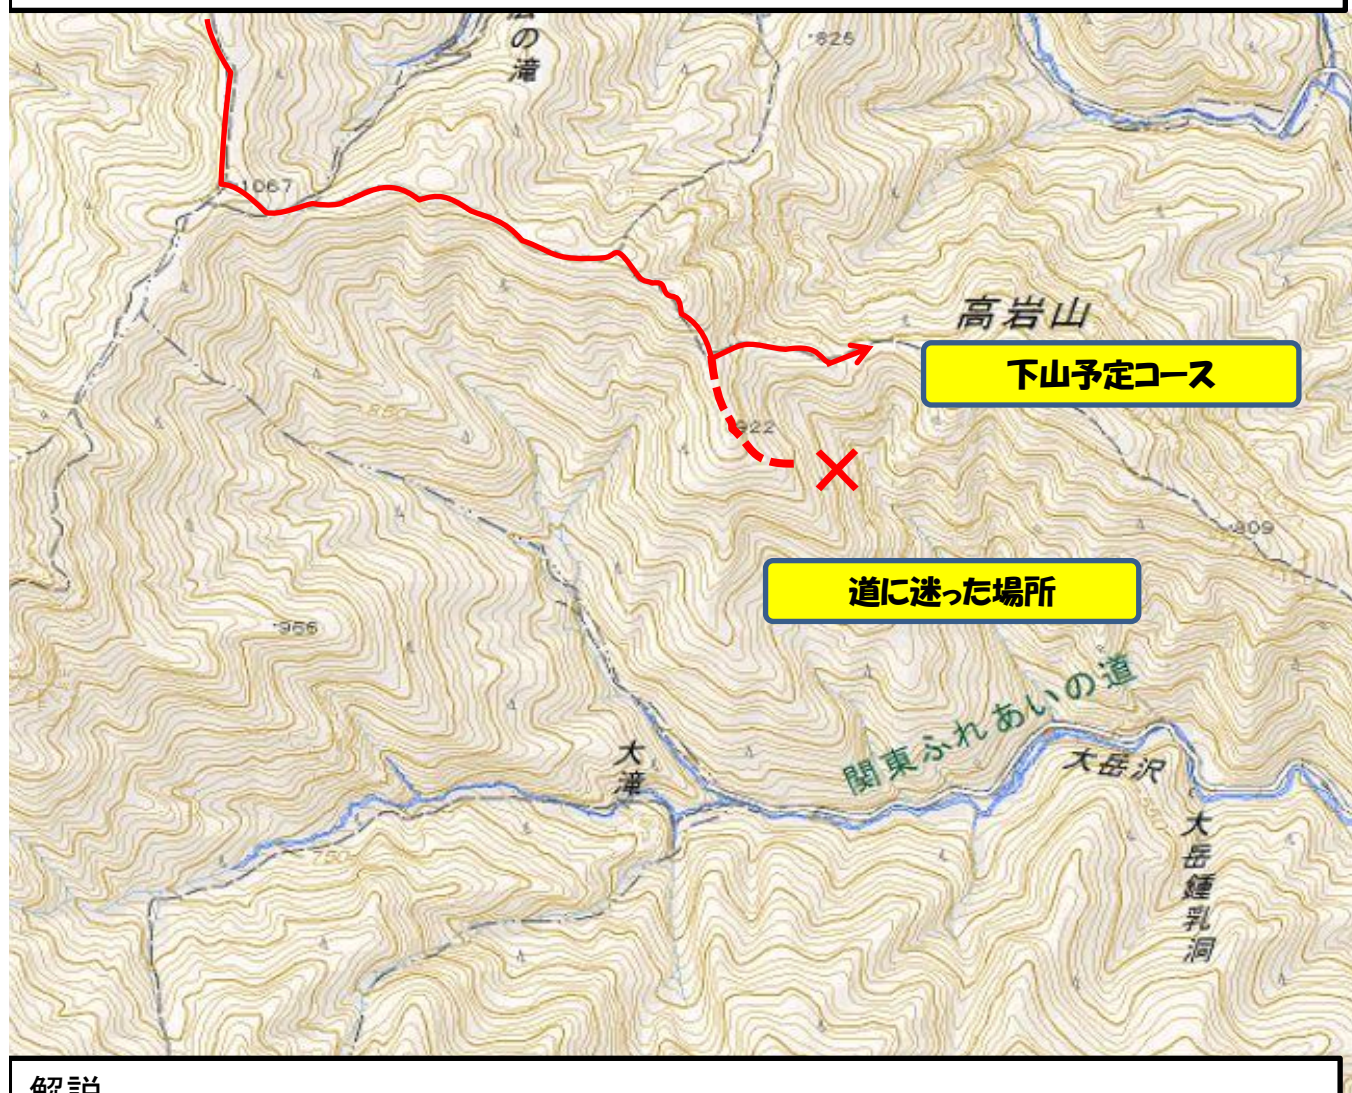 の滝
825
1067
高岩山
下山予定コース
850
922
809
道に迷った場所
966
関東ふれあいの道
大滝
大岳沢
大岳鍾乳洞
750
解説